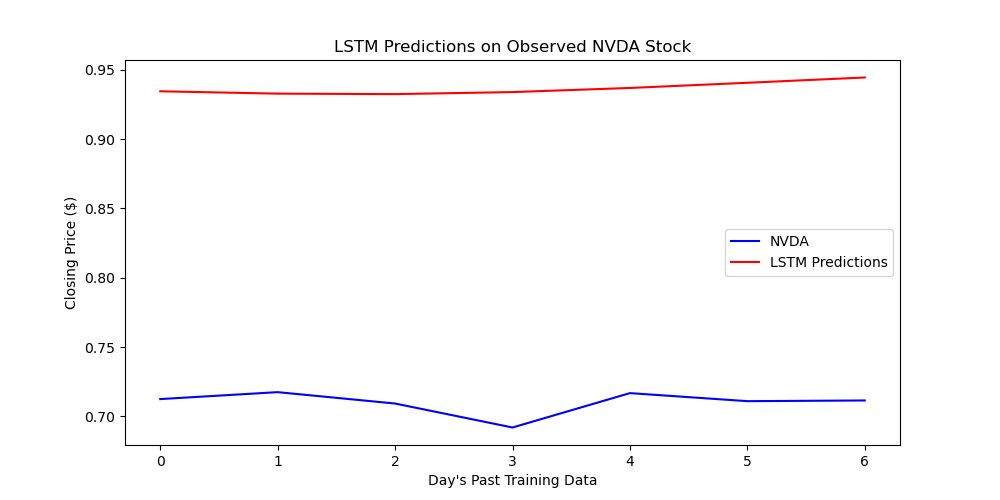 LSTM Predictions on Observed NVDA Stock
0.95
0.90
0.85
0.80
0.75
0.70
Closing Price ($)
NVDA
LSTM Predictions
0 1 2 3 4 5 6
Day's Past Training Data